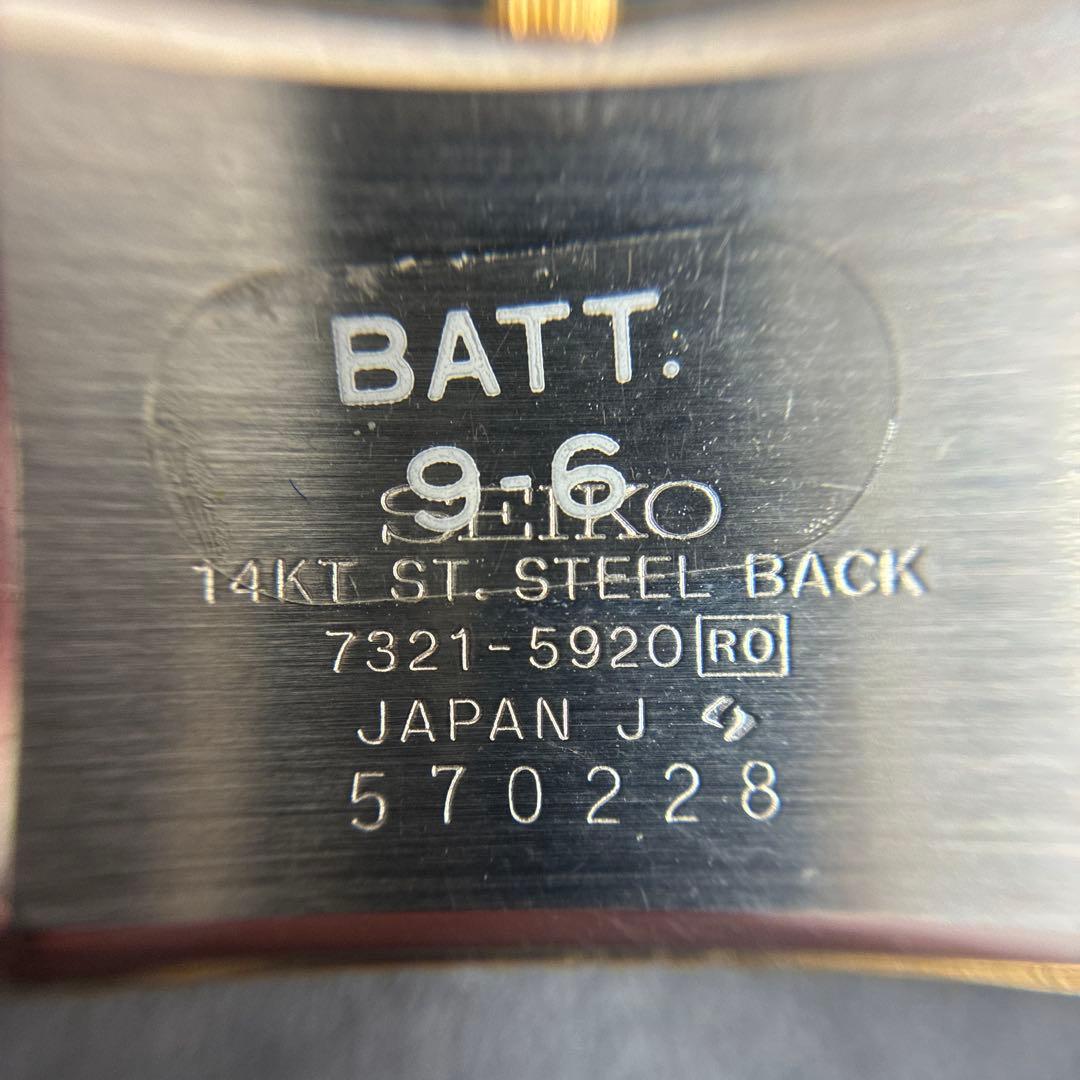 BATT.
9-6
SEIKO
14KT ST. STEEL BACK
7321-5920 RO
JAPAN J
570228